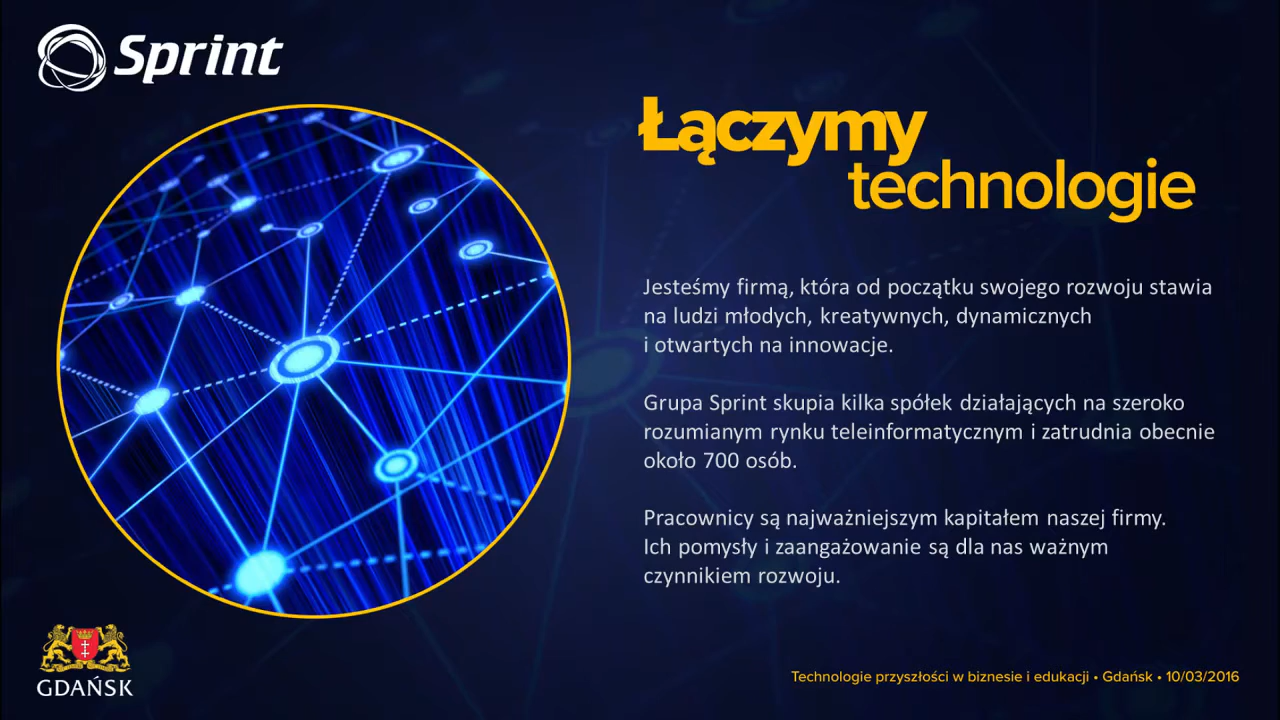 Sprint
Łączymy
technologie
Jesteśmy firmą, która od początku swojego rozwoju stawia
na ludzi młodych, kreatywnych, dynamicznych
i otwartych na innowacje.
Grupa Sprint skupia kilka spółek działających na szeroko
rozumianym rynku teleinformatycznym i zatrudnia obecnie
około 700 osób.
Pracownicy są najważniejszym kapitałem naszej firmy.
Ich pomysły i zaangażowanie są dla nas ważnym
czynnikiem rozwoju.
GDAŃSK
Technologie przyszłości w biznesie i edukacji • Gdańsk • 10/03/2016